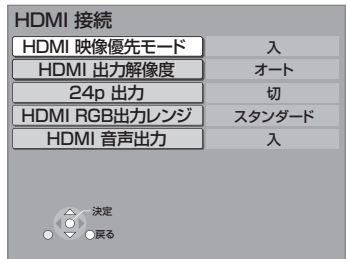 HDMI 接続
HDMI 映像優先モード 入
HDMI 出力解像度 オート
24p 出力 切
HDMI RGB出力レンジ スタンダード
HDMI 音声出力 入
決定
戻る